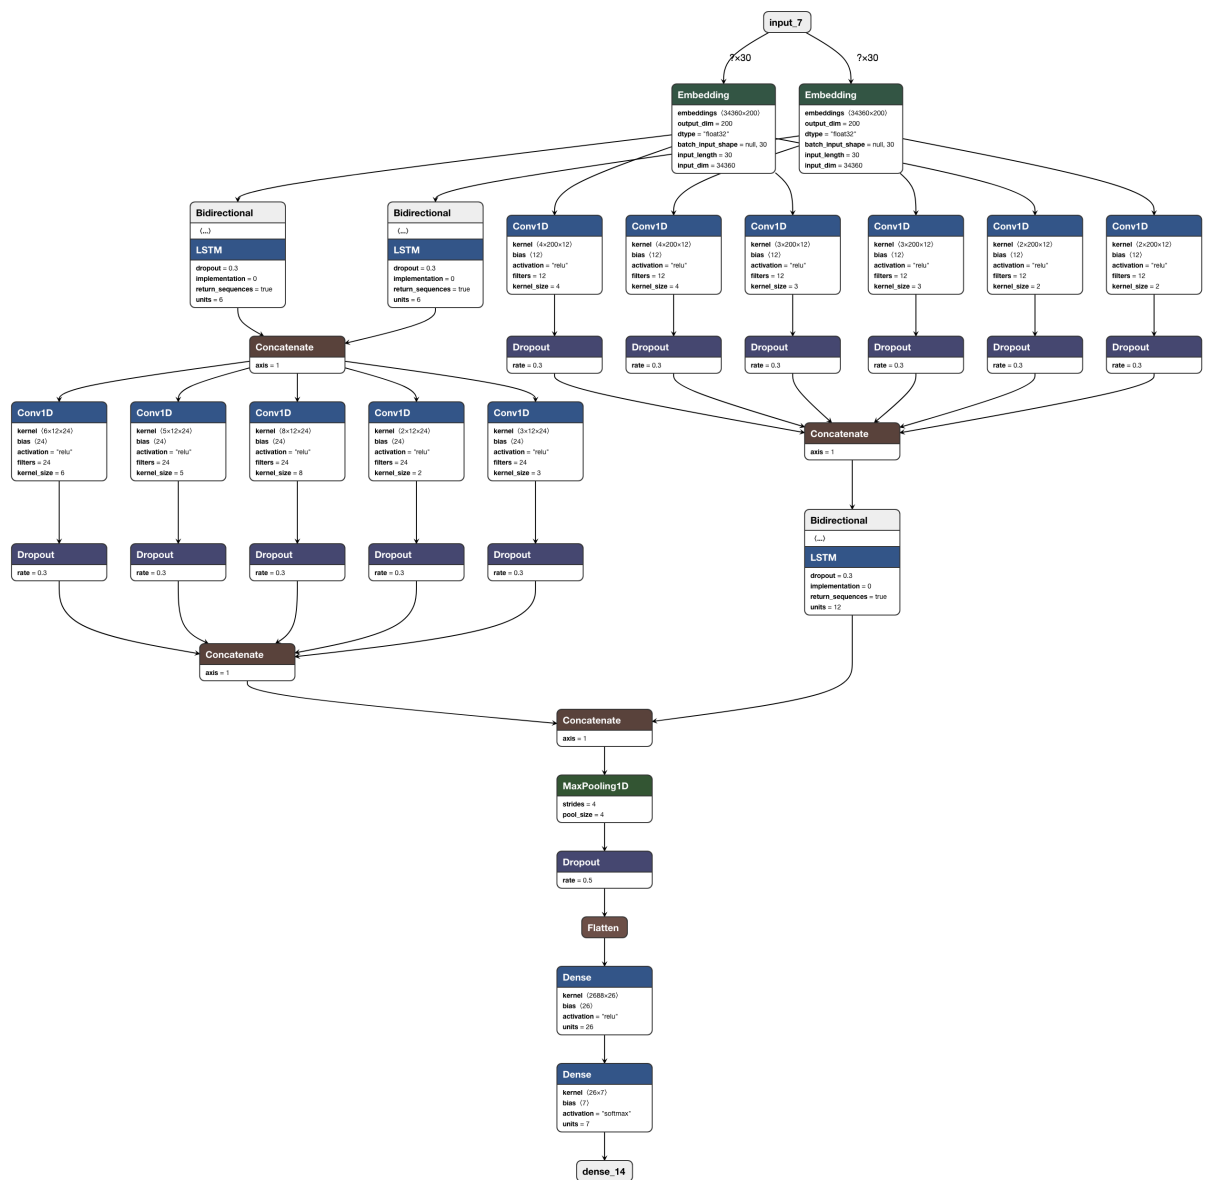 input_7
?×30
?×30
Embedding
embeddings ⟨34360×200⟩
output_dim = 200
dtype = "float32"
batch_input_shape = null, 30
input_length = 30
input_dim = 34360
Embedding
embeddings ⟨34360×200⟩
output_dim = 200
dtype = "float32"
batch_input_shape = null, 30
input_length = 30
input_dim = 34360
Bidirectional
⟨...⟩
LSTM
dropout = 0.3
implementation = 0
return_sequences = true
units = 6
Bidirectional
⟨...⟩
LSTM
dropout = 0.3
implementation = 0
return_sequences = true
units = 6
Conv1D
kernel ⟨4×200×12⟩
bias ⟨12⟩
activation = "relu"
filters = 12
kernel_size = 4
Conv1D
kernel ⟨4×200×12⟩
bias ⟨12⟩
activation = "relu"
filters = 12
kernel_size = 4
Conv1D
kernel ⟨3×200×12⟩
bias ⟨12⟩
activation = "relu"
filters = 12
kernel_size = 3
Conv1D
kernel ⟨3×200×12⟩
bias ⟨12⟩
activation = "relu"
filters = 12
kernel_size = 3
Conv1D
kernel ⟨2×200×12⟩
bias ⟨12⟩
activation = "relu"
filters = 12
kernel_size = 2
Conv1D
kernel ⟨2×200×12⟩
bias ⟨12⟩
activation = "relu"
filters = 12
kernel_size = 2
Concatenate
axis = 1
Dropout
rate = 0.3
Dropout
rate = 0.3
Dropout
rate = 0.3
Dropout
rate = 0.3
Dropout
rate = 0.3
Dropout
rate = 0.3
Conv1D
kernel ⟨6×12×24⟩
bias ⟨24⟩
activation = "relu"
filters = 24
kernel_size = 6
Conv1D
kernel ⟨5×12×24⟩
bias ⟨24⟩
activation = "relu"
filters = 24
kernel_size = 5
Conv1D
kernel ⟨8×12×24⟩
bias ⟨24⟩
activation = "relu"
filters = 24
kernel_size = 8
Conv1D
kernel ⟨2×12×24⟩
bias ⟨24⟩
activation = "relu"
filters = 24
kernel_size = 2
Conv1D
kernel ⟨3×12×24⟩
bias ⟨24⟩
activation = "relu"
filters = 24
kernel_size = 3
Concatenate
axis = 1
Bidirectional
⟨...⟩
LSTM
dropout = 0.3
implementation = 0
return_sequences = true
units = 12
Dropout
rate = 0.3
Dropout
rate = 0.3
Dropout
rate = 0.3
Dropout
rate = 0.3
Dropout
rate = 0.3
Concatenate
axis = 1
Concatenate
axis = 1
MaxPooling1D
strides = 4
pool_size = 4
Dropout
rate = 0.5
Flatten
Dense
kernel ⟨2688×26⟩
bias ⟨26⟩
activation = "relu"
units = 26
Dense
kernel ⟨26×7⟩
bias ⟨7⟩
activation = "softmax"
units = 7
dense_14